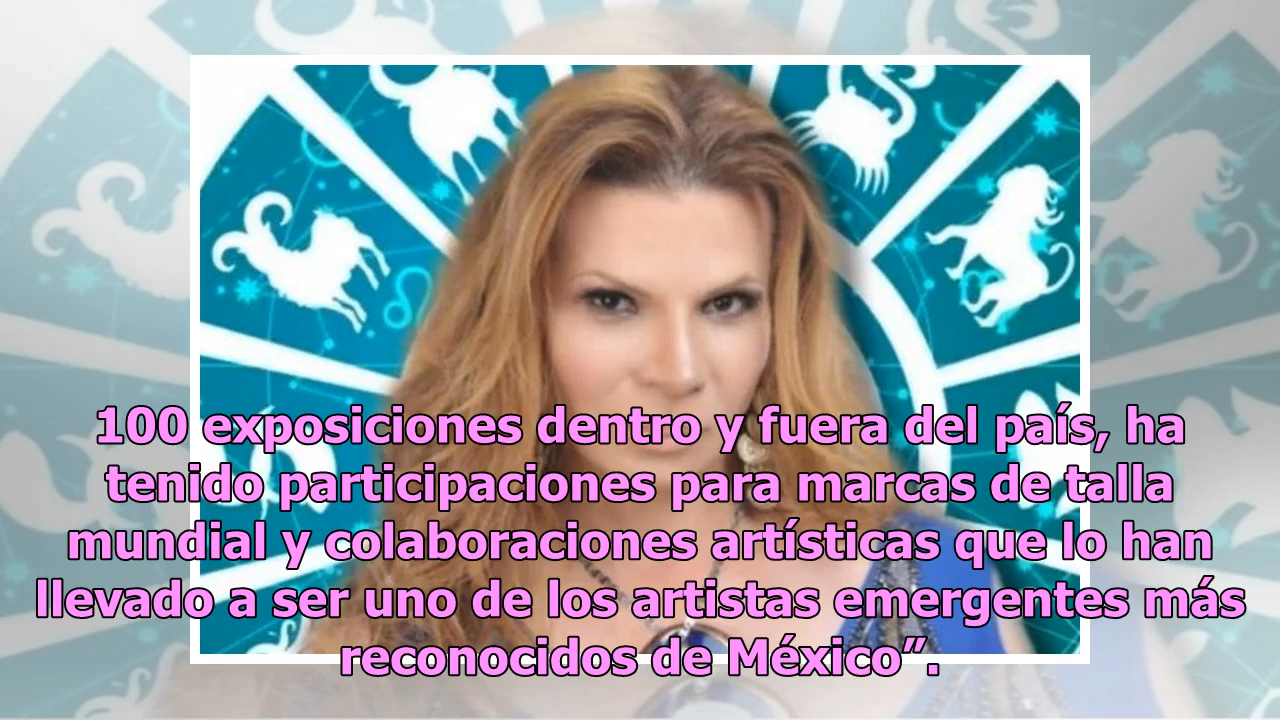 100 exposiciones dentro y fuera del país, ha
tenido participaciones para marcas de talla
mundial y colaboraciones artísticas que lo han
llevado a ser uno de los artistas emergentes más
reconocidos de México”.